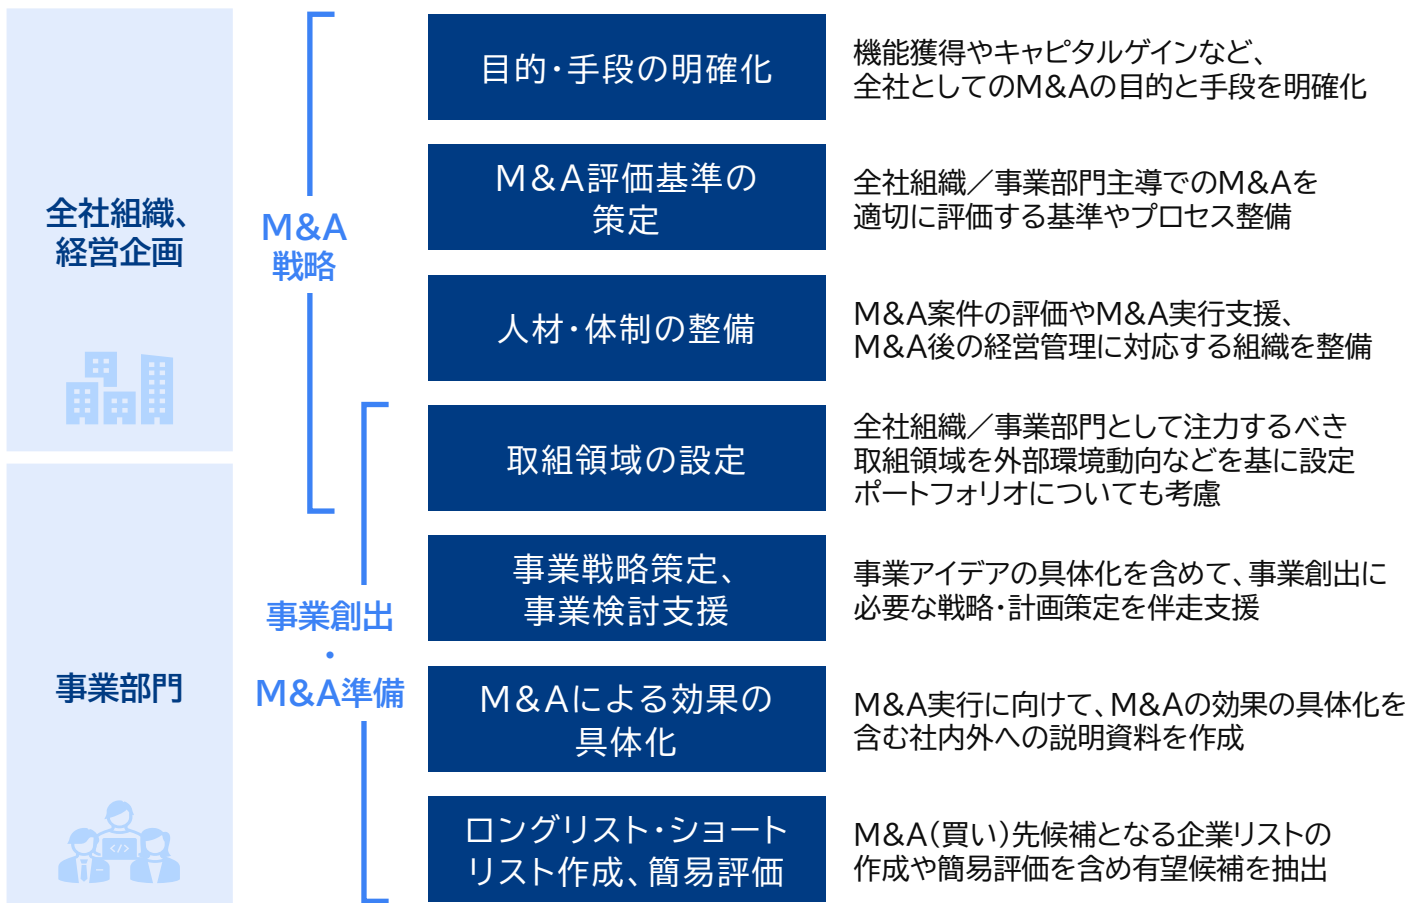 全社組織、
経営企画
M&A
戦略
目的・手段の明確化
機能獲得やキャピタルゲインなど、
全社としてのM&Aの目的と手段を明確化
M&A評価基準の
策定
全社組織／事業部門主導でのM&Aを
適切に評価する基準やプロセス整備
人材・体制の整備
M&A案件の評価やM&A実行支援、
M&A後の経営管理に対応する組織を整備
取組領域の設定
全社組織／事業部門として注力するべき
取組領域を外部環境動向などを基に設定
ポートフォリオについても考慮
事業部門
事業創出
・
M&A準備
事業戦略策定、
事業検討支援
事業アイデアの具体化を含めて、事業創出に
必要な戦略・計画策定を伴走支援
M&Aによる効果の
具体化
M&A実行に向けて、M&Aの効果の具体化を
含む社内外への説明資料を作成
ロングリスト・ショート
リスト作成、簡易評価
M&A（買い）先候補となる企業リストの
作成や簡易評価を含め有望候補を抽出